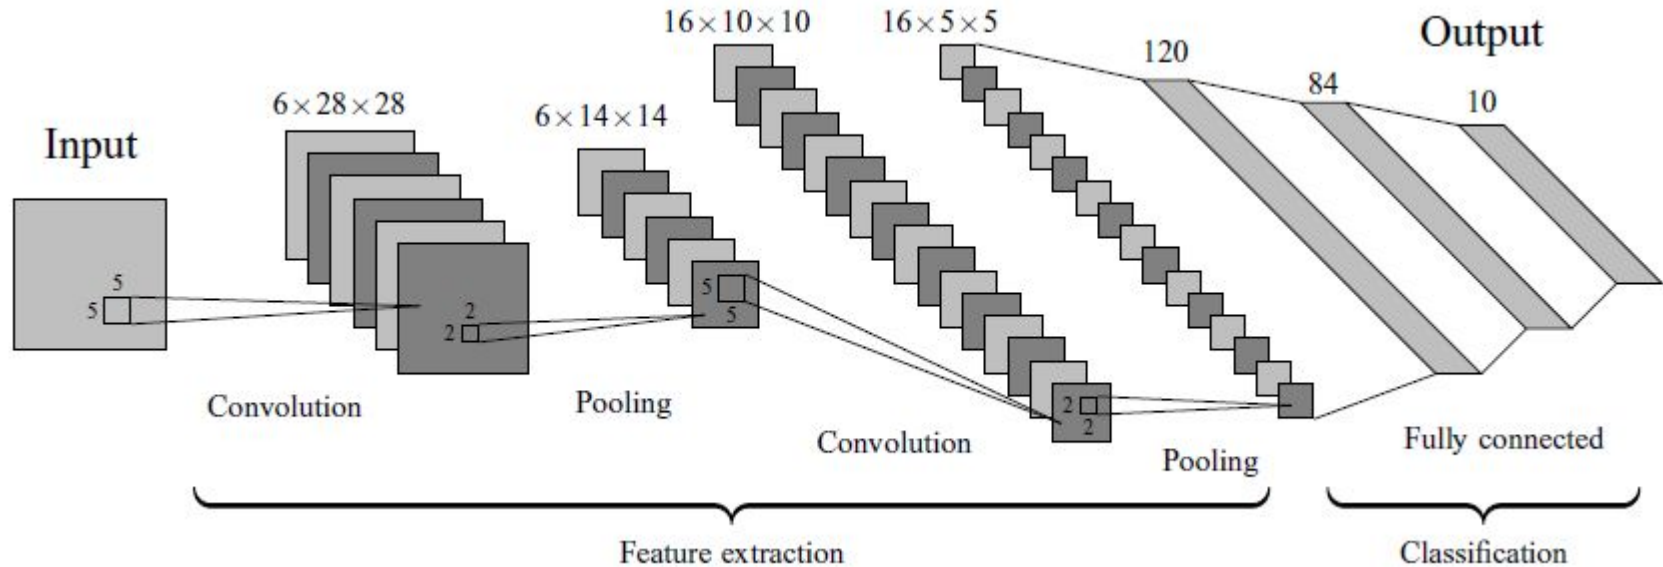 Input
6×28×28
6×14×14
16×10×10
16×5×5
120
84
10
Output
5
5
2
2
5
5
2
2
Convolution
Pooling
Convolution
Pooling
Fully connected
Feature extraction
Classification